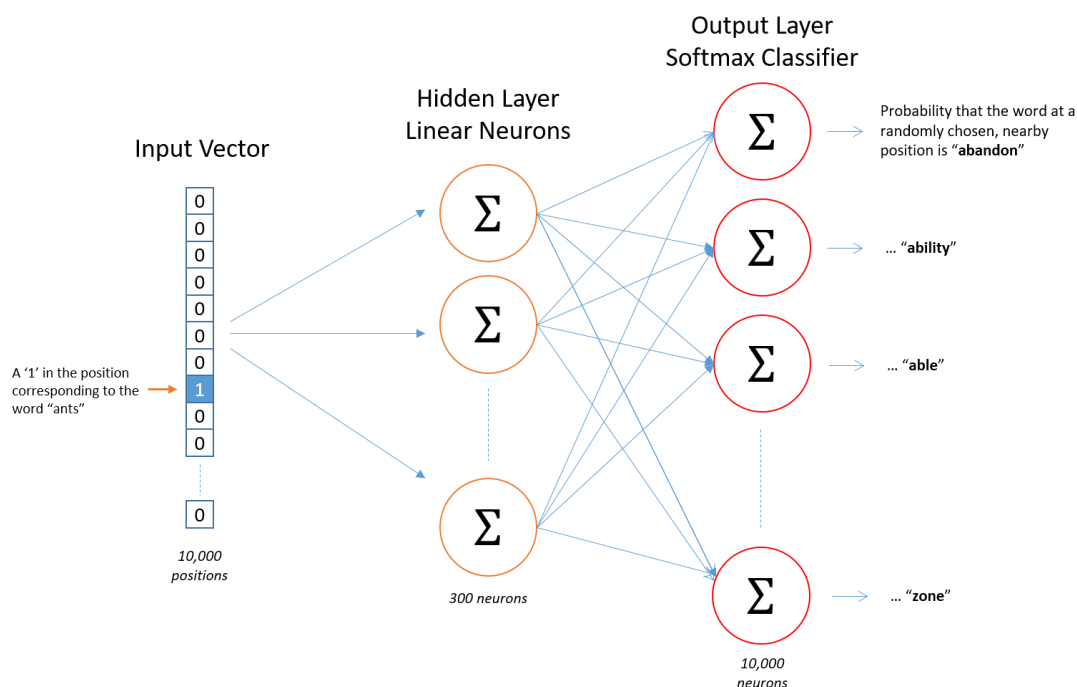 Output Layer
Softmax Classifier
Hidden Layer
Linear Neurons
Input Vector
0
0
0
0
0
0
0
1
0
0
0
A ‘1’ in the position
corresponding to the
word “ants”
10,000
positions
Σ
Σ
Σ
300 neurons
Σ
Σ
Σ
Σ
10,000
neurons
Probability that the word at a
randomly chosen, nearby
position is “abandon”
... “ability”
... “able”
... “zone”